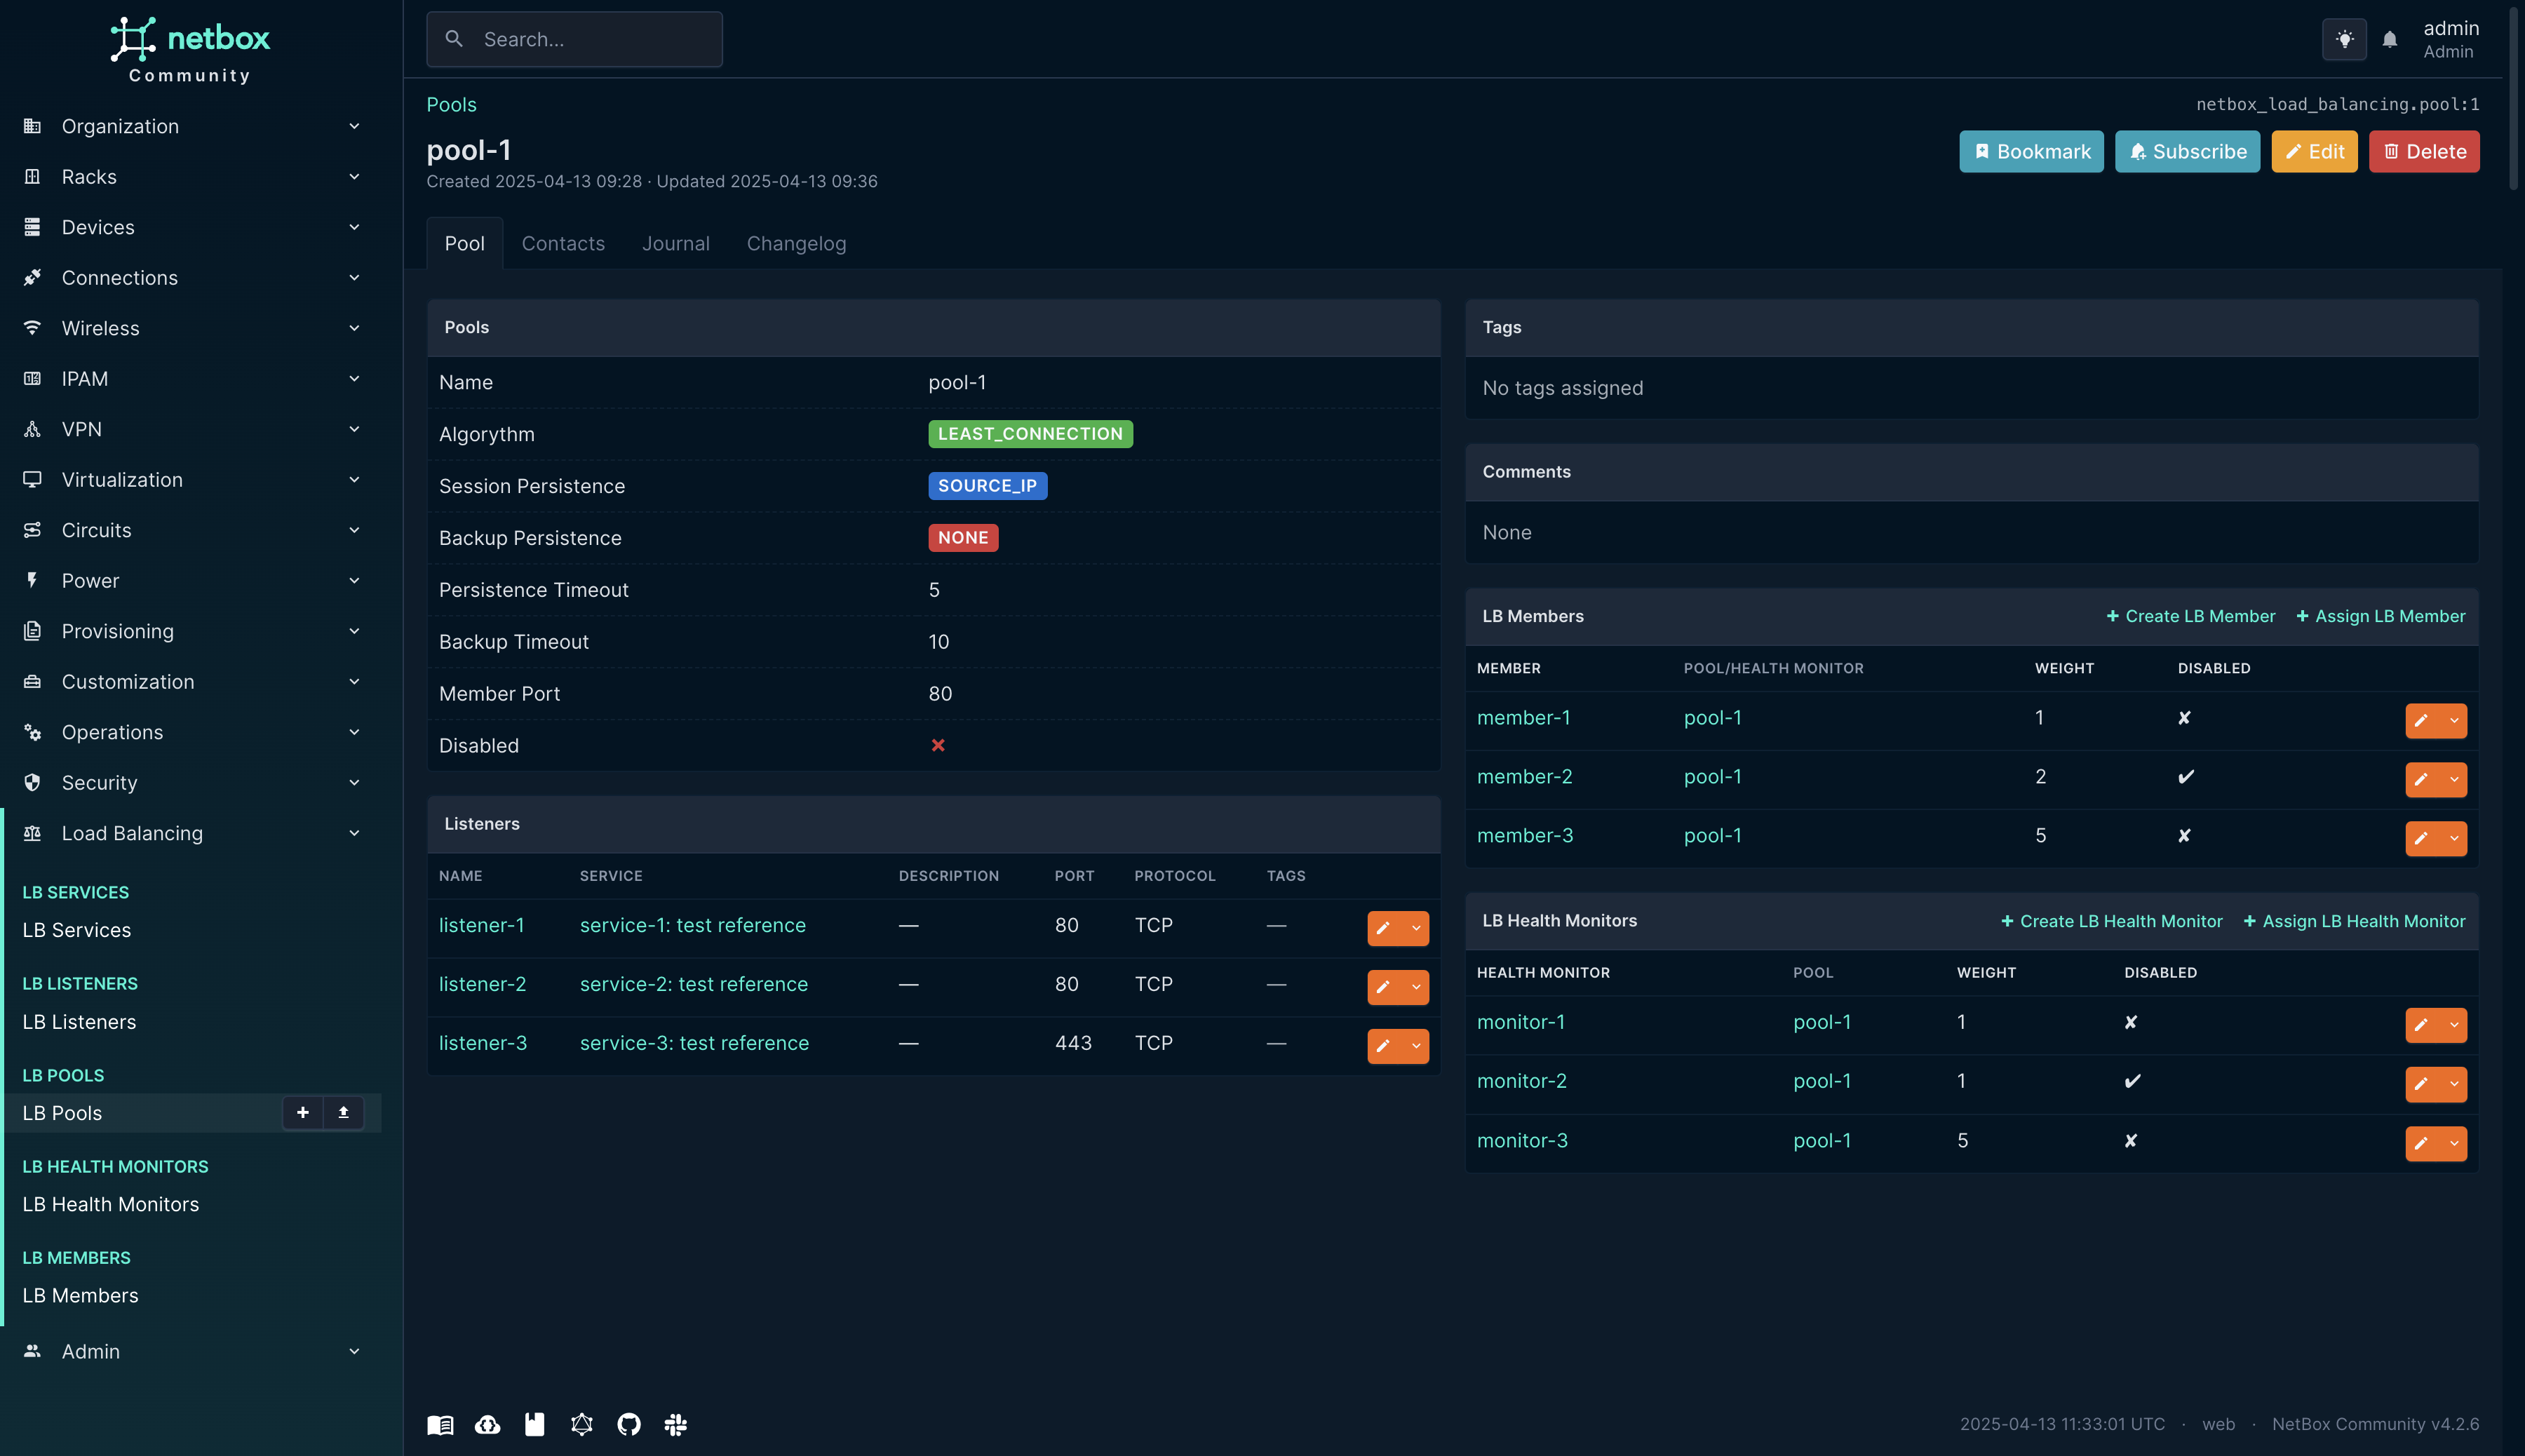 netbox
Community
Search...
admin
Admin
Organization
Racks
Devices
Connections
Wireless
IPAM
VPN
Virtualization
Circuits
Power
Provisioning
Customization
Operations
Security
Load Balancing
LB SERVICES
LB Services
LB LISTENERS
LB Listeners
LB POOLS
LB Pools
LB HEALTH MONITORS
LB Health Monitors
LB MEMBERS
LB Members
Admin
Pools
netbox_load_balancing.pool:1
pool-1
Created 2025-04-13 09:28 · Updated 2025-04-13 09:36
Bookmark Subscribe Edit Delete
Pool Contacts Journal Changelog
Pools
Name pool-1
Algorythm LEAST_CONNECTION
Session Persistence SOURCE_IP
Backup Persistence NONE
Persistence Timeout 5
Backup Timeout 10
Member Port 80
Disabled ✘
Listeners
NAME SERVICE DESCRIPTION PORT PROTOCOL TAGS
listener-1 service-1: test reference — 80 TCP —
listener-2 service-2: test reference — 80 TCP —
listener-3 service-3: test reference — 443 TCP —
Tags
No tags assigned
Comments
None
LB Members + Create LB Member + Assign LB Member
MEMBER POOL/HEALTH MONITOR WEIGHT DISABLED
member-1 pool-1 1 ✘
member-2 pool-1 2 ✔
member-3 pool-1 5 ✘
LB Health Monitors + Create LB Health Monitor + Assign LB Health Monitor
HEALTH MONITOR POOL WEIGHT DISABLED
monitor-1 pool-1 1 ✘
monitor-2 pool-1 1 ✔
monitor-3 pool-1 5 ✘
2025-04-13 11:33:01 UTC · web · NetBox Community v4.2.6